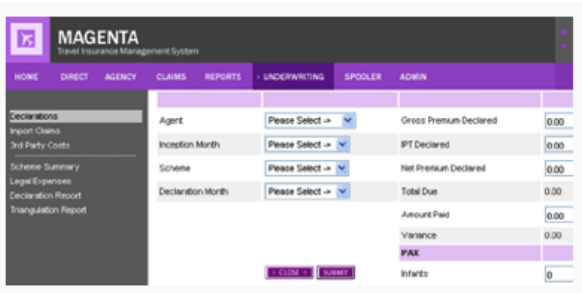 MAGENTA
Travel Insurance Management System
HOME DIRECT AGENCY CLAIMS REPORTS › UNDERWRITING SPOOLER ADMIN
Declarations
Import Claims
3rd Party Costs
Scheme Summary
Legal Expenses
Declaration Report
Triangulation Report
Agent Please Select -> Gross Premium Declared 0.00
Inception Month Please Select -> IPT Declared 0.00
Scheme Please Select -> Net Premium Declared 0.00
Declaration Month Please Select -> Total Due 0.00
Amount Paid 0.00
Variance 0.00
PAX
› CLOSE ‹ SUBMIT Infants 0